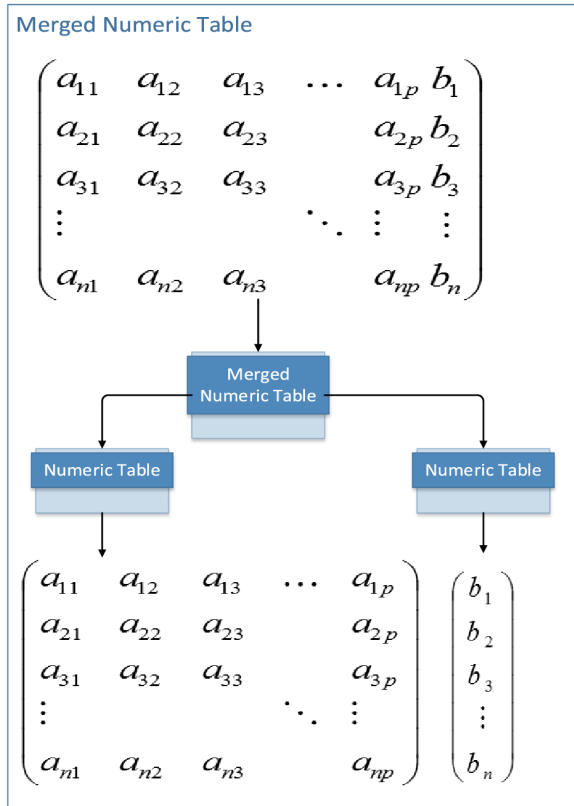 Merged Numeric Table
a₁₁ a₁₂ a₁₃ ⋯ a₁ₚ b₁
a₂₁ a₂₂ a₂₃ a₂ₚ b₂
a₃₁ a₃₂ a₃₃ a₃ₚ b₃
⋮ ⋱ ⋮ ⋮
aₙ₁ aₙ₂ aₙ₃ aₙₚ bₙ
Merged
Numeric Table
Numeric Table
Numeric Table
a₁₁ a₁₂ a₁₃ ⋯ a₁ₚ
a₂₁ a₂₂ a₂₃ a₂ₚ
a₃₁ a₃₂ a₃₃ a₃ₚ
⋮ ⋱ ⋮
aₙ₁ aₙ₂ aₙ₃ aₙₚ
b₁
b₂
b₃
⋮
bₙ